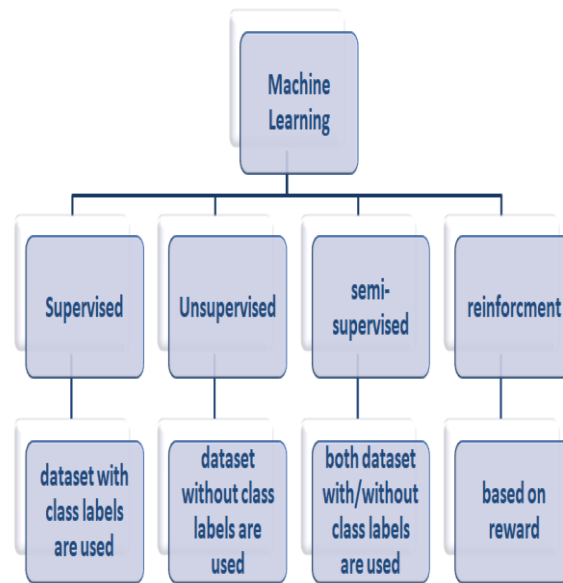 Machine
Learning
Supervised
Unsupervised
semi-
supervised
reinforcment
dataset with
class labels
are used
dataset
without class
labels are
used
both dataset
with/without
class labels
are used
based on
reward